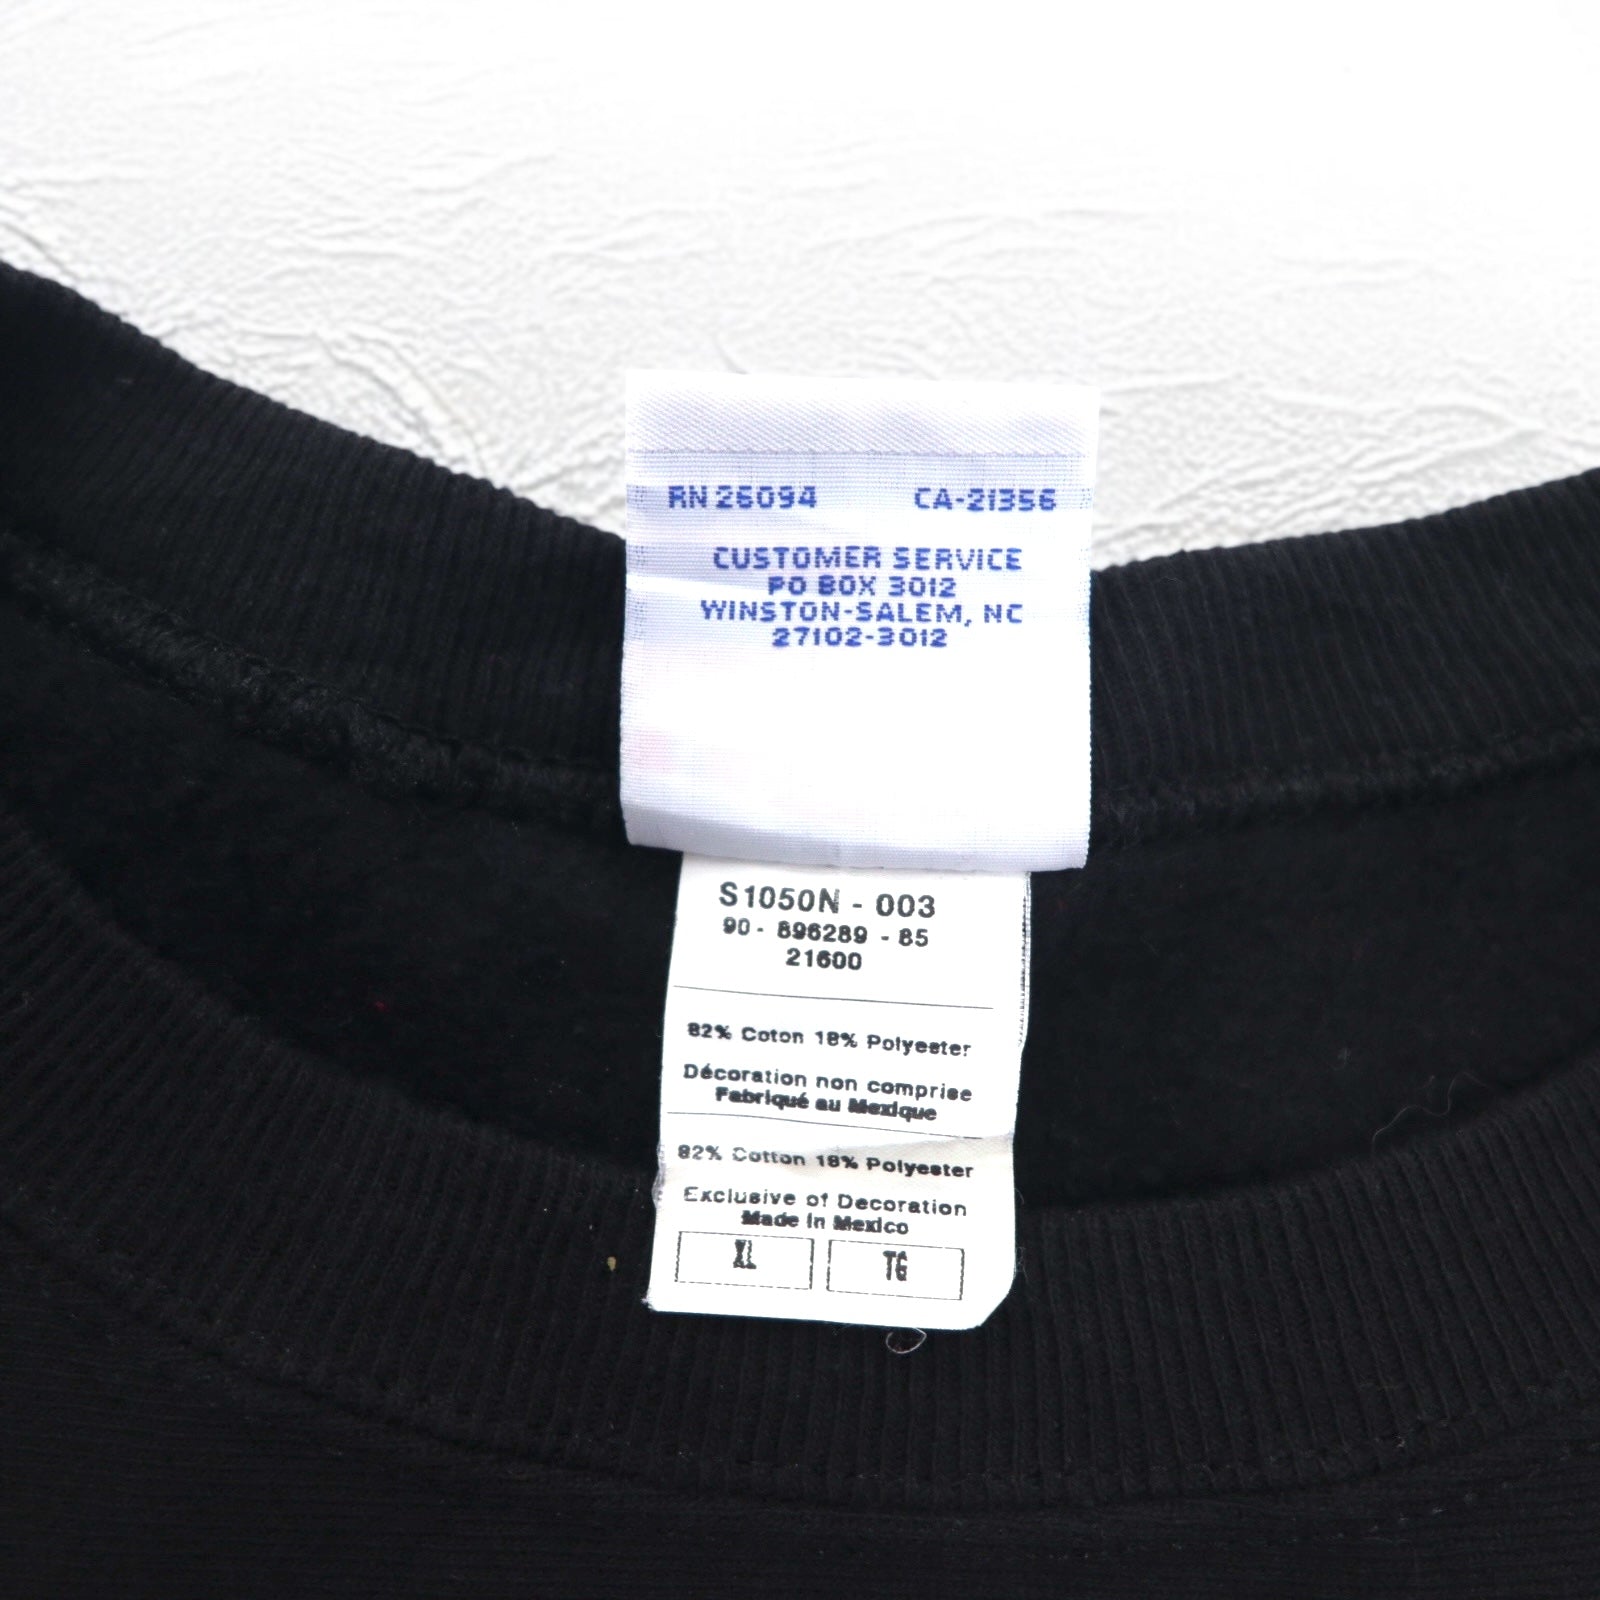 RN 26094 CA-21356
CUSTOMER SERVICE
PO BOX 3012
WINSTON-SALEM, NC
27102-3012
S1050N - 003
90 - 896289 - 85
21600
82% Coton 18% Polyester
Décoration non comprise
Fabriqué au Mexique
82% Cotton 18% Polyester
Exclusive of Decoration
Made in Mexico
XL TG